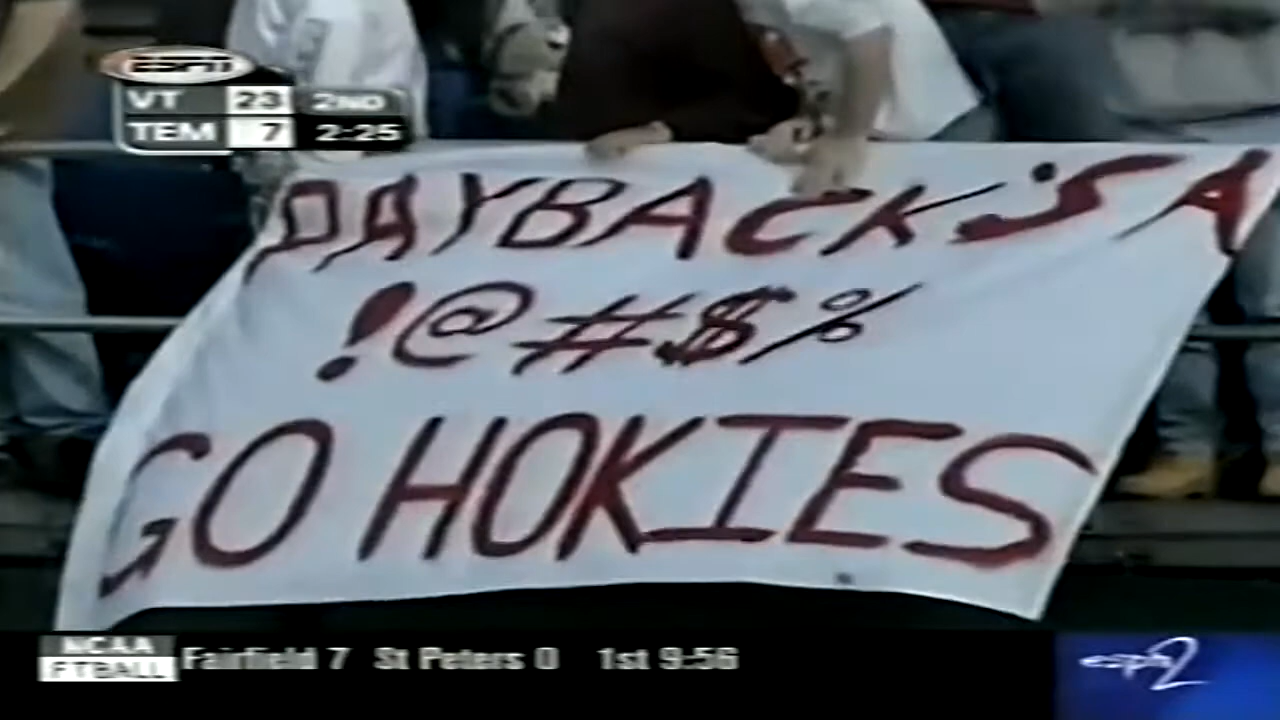 ESPN
VT 23 2ND
TEM 7 2:25
PAYBACK'S A
!@#$%
GO HOKIES
NCAA FTBALL
Fairfield 7 St Peters 0 1st 9:56
espn2